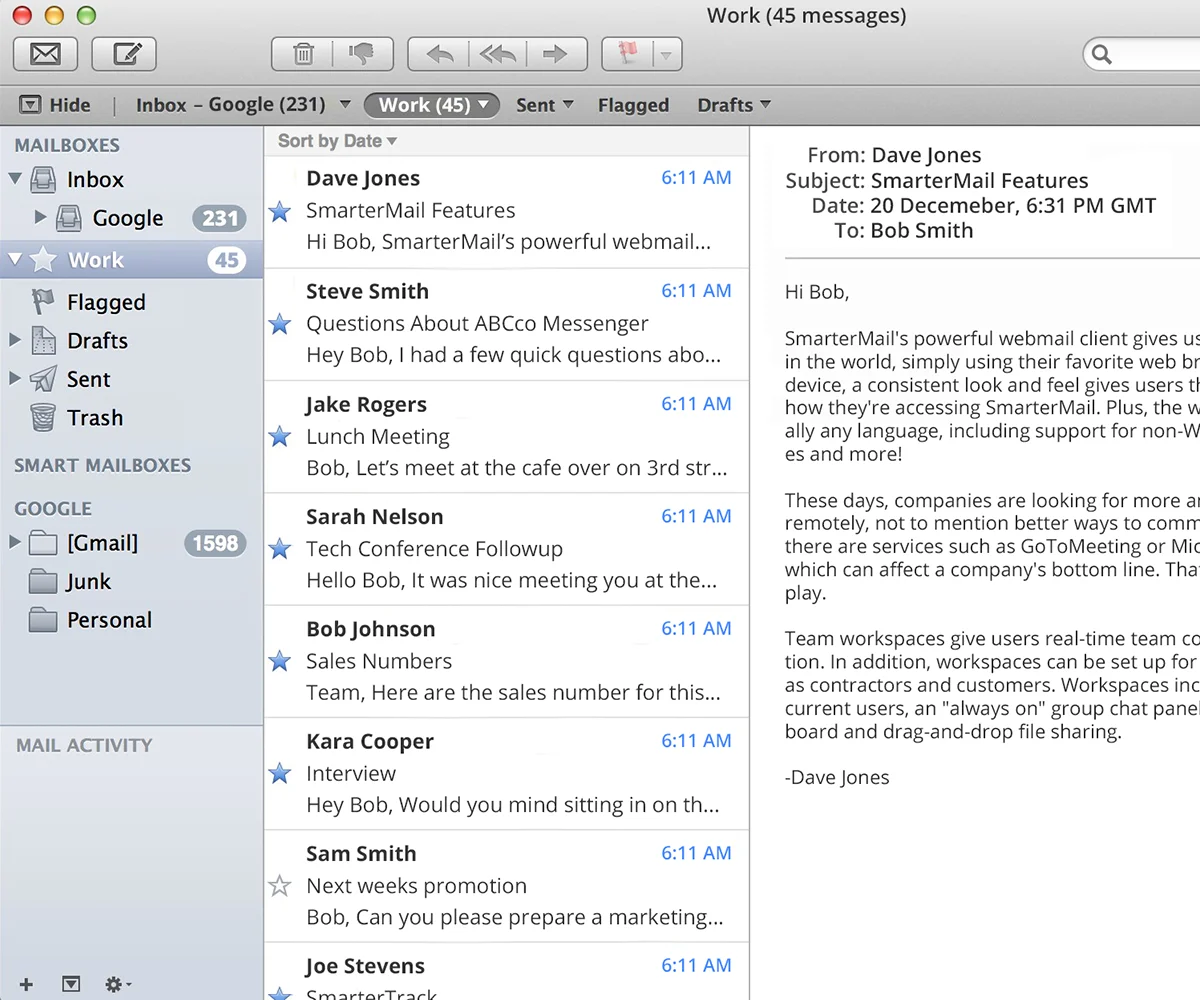 Work (45 messages)
Hide | Inbox – Google (231) Work (45) Sent Flagged Drafts
MAILBOXES
Inbox
Google 231
Work 45
Flagged
Drafts
Sent
Trash
SMART MAILBOXES
GOOGLE
[Gmail] 1598
Junk
Personal
MAIL ACTIVITY
Sort by Date
Dave Jones 6:11 AM
SmarterMail Features
Hi Bob, SmarterMail’s powerful webmail...
Steve Smith 6:11 AM
Questions About ABCco Messenger
Hey Bob, I had a few quick questions abo...
Jake Rogers 6:11 AM
Lunch Meeting
Bob, Let’s meet at the cafe over on 3rd str...
Sarah Nelson 6:11 AM
Tech Conference Followup
Hello Bob, It was nice meeting you at the...
Bob Johnson 6:11 AM
Sales Numbers
Team, Here are the sales number for this...
Kara Cooper 6:11 AM
Interview
Hey Bob, Would you mind sitting in on th...
Sam Smith 6:11 AM
Next weeks promotion
Bob, Can you please prepare a marketing...
Joe Stevens 6:11 AM
SmarterTrack
From: Dave Jones
Subject: SmarterMail Features
Date: 20 Decemeber, 6:31 PM GMT
To: Bob Smith
Hi Bob,
SmarterMail's powerful webmail client gives us
in the world, simply using their favorite web br
device, a consistent look and feel gives users th
how they're accessing SmarterMail. Plus, the w
ally any language, including support for non-W
es and more!
These days, companies are looking for more an
remotely, not to mention better ways to comm
there are services such as GoToMeeting or Mic
which can affect a company's bottom line. That
play.
Team workspaces give users real-time team co
tion. In addition, workspaces can be set up for
as contractors and customers. Workspaces inc
current users, an "always on" group chat panel
board and drag-and-drop file sharing.
-Dave Jones